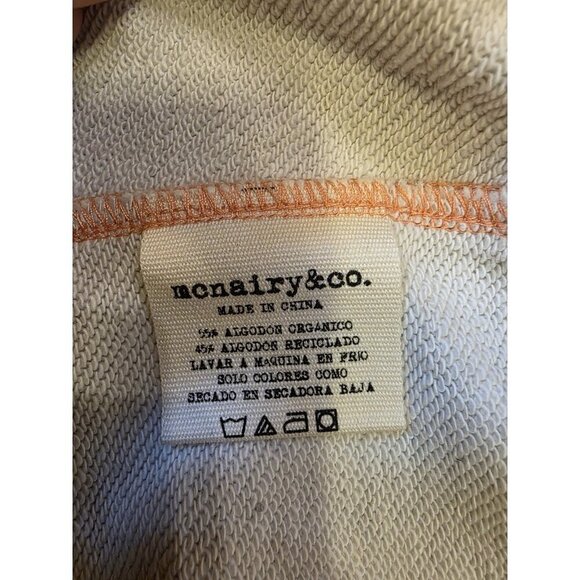 mcnairy&co.
MADE IN CHINA
55% ALGODON ORGANICO
45% ALGODON RECICLADO
LAVAR A MAQUINA EN FRIO
SOLO COLORES COMO
SECADO EN SECADORA BAJA